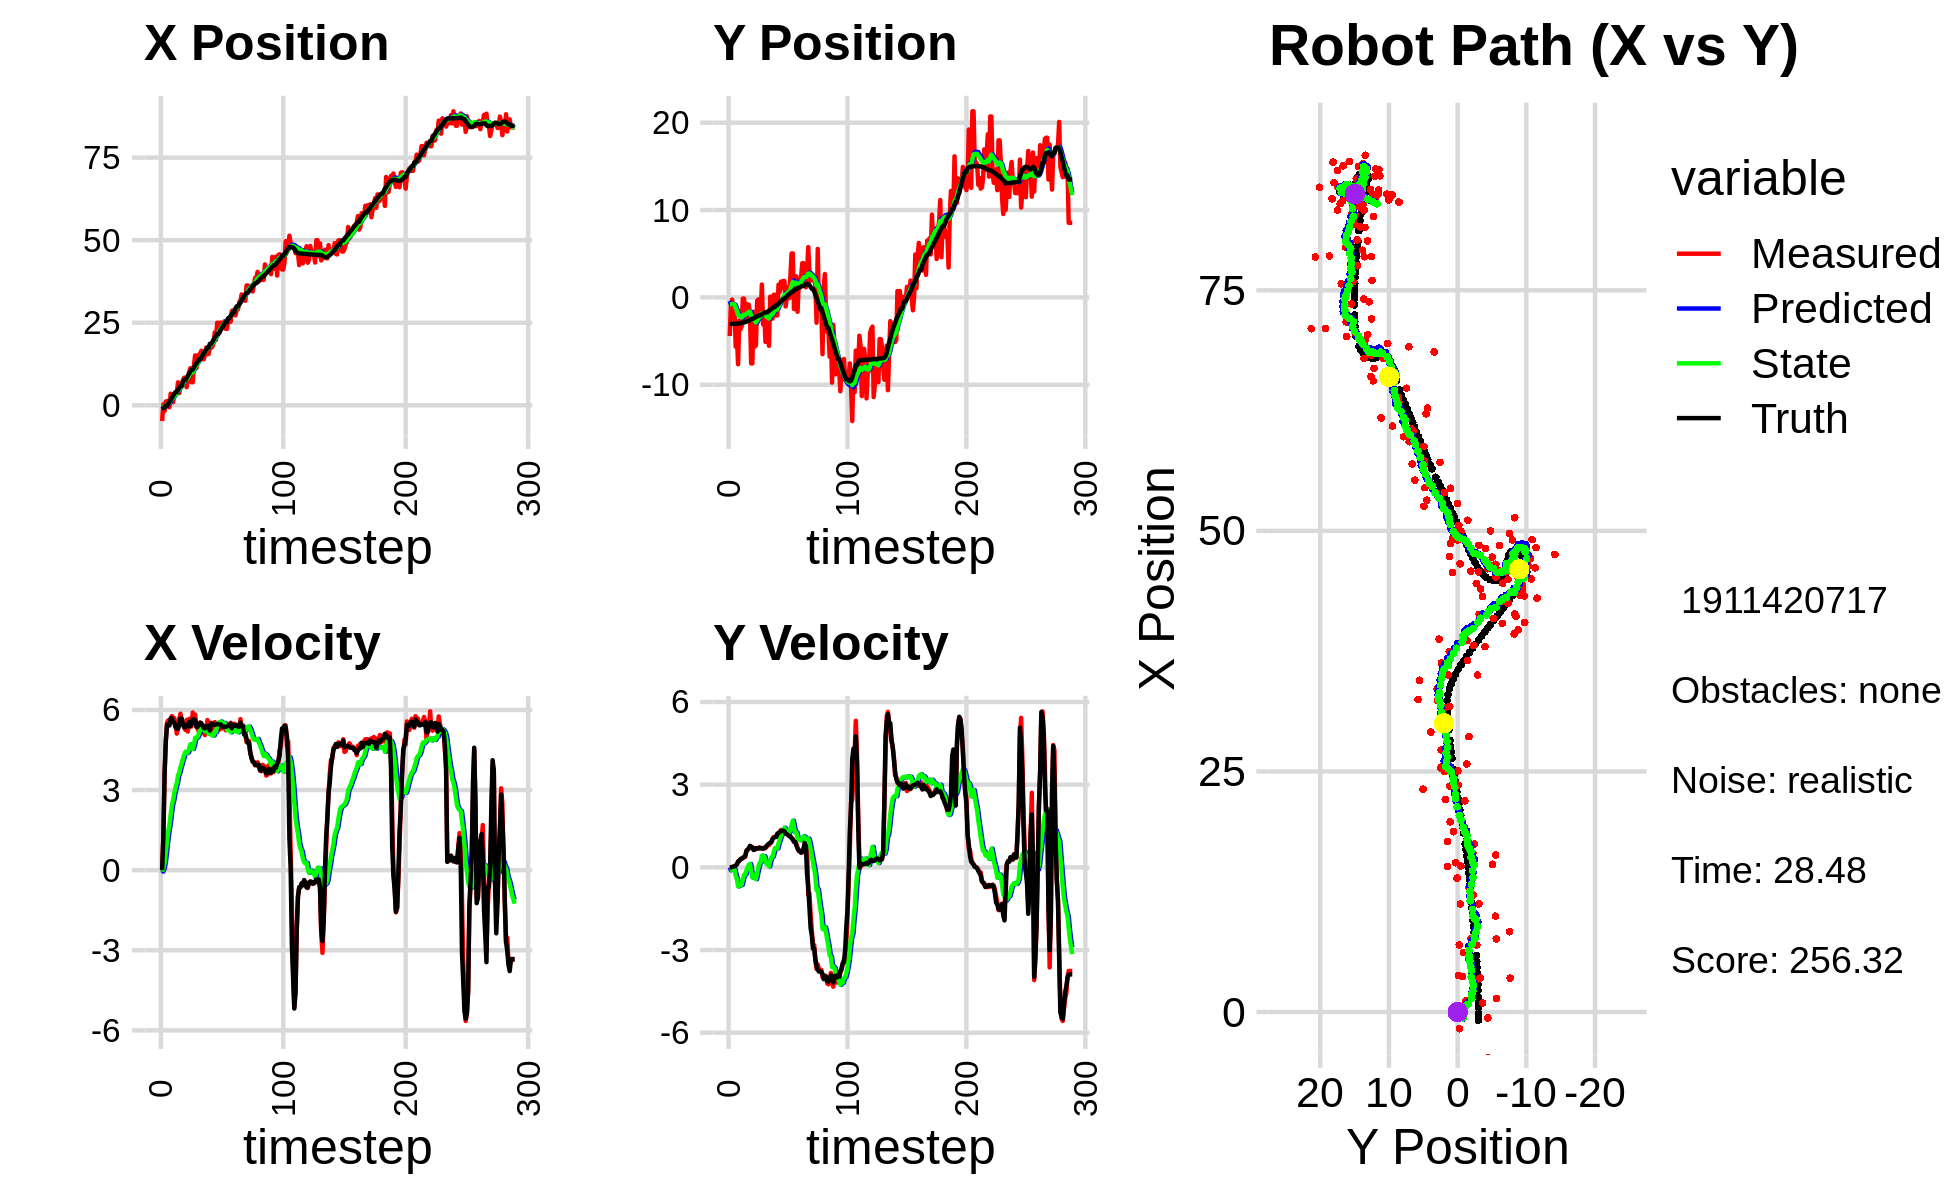 X Position
75
50
25
0
0
100
200
300
timestep
Y Position
20
10
0
-10
0
100
200
300
timestep
X Velocity
6
3
0
-3
-6
0
100
200
300
timestep
Y Velocity
6
3
0
-3
-6
0
100
200
300
timestep
Robot Path (X vs Y)
X Position
75
50
25
0
20 10 0 -10 -20
Y Position
variable
Measured
Predicted
State
Truth
1911420717
Obstacles: none
Noise: realistic
Time: 28.48
Score: 256.32